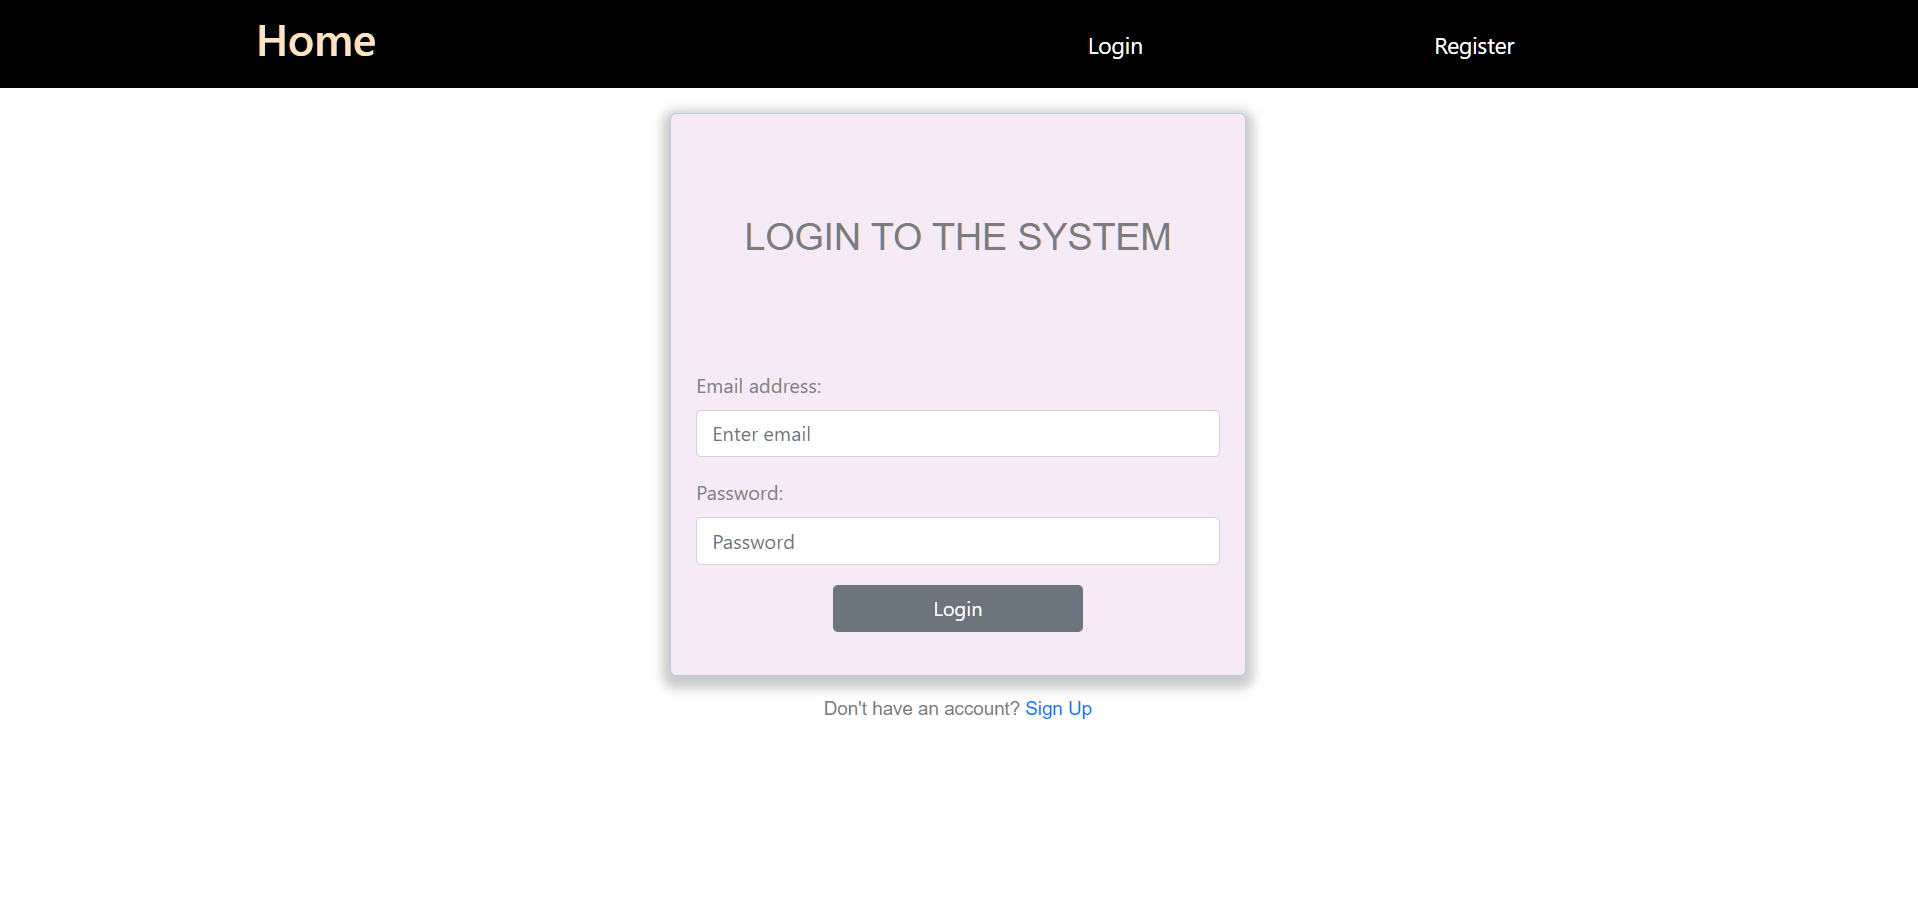 Home Login Register
LOGIN TO THE SYSTEM
Email address:
Enter email
Password:
Password
Login
Don't have an account? Sign Up